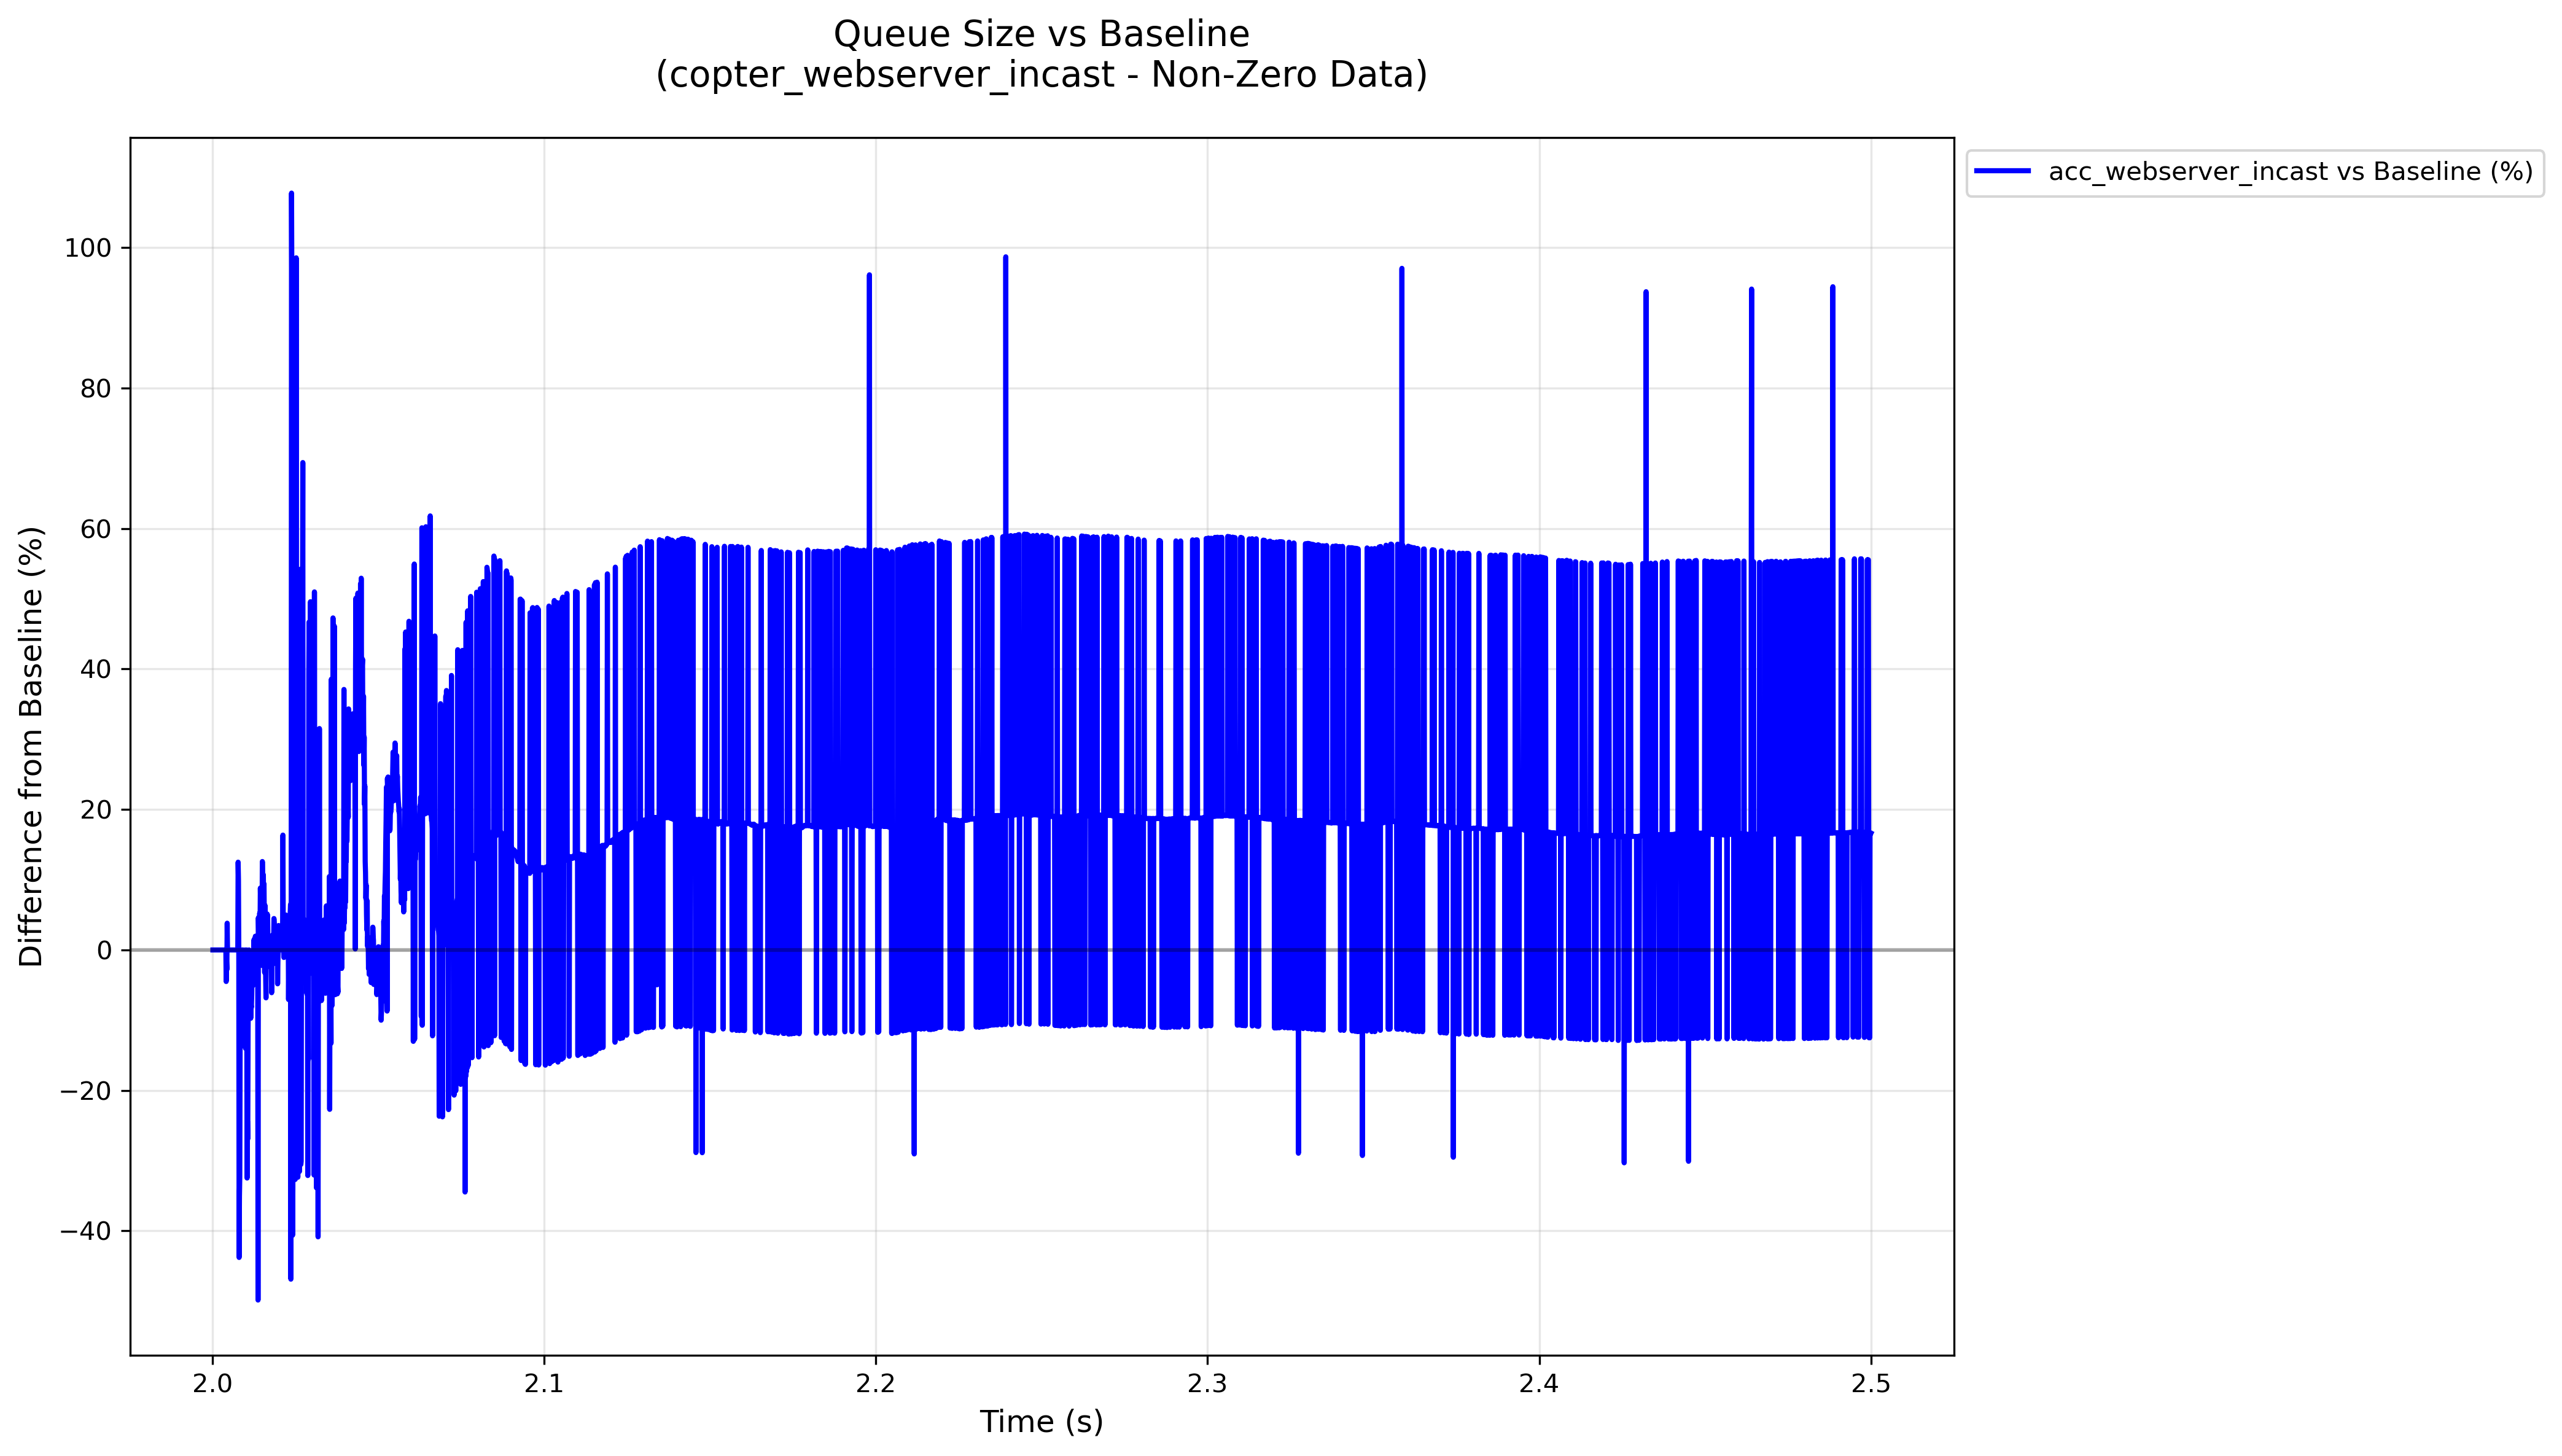 Queue Size vs Baseline
(copter_webserver_incast - Non-Zero Data)
acc_webserver_incast vs Baseline (%)
Difference from Baseline (%)
100
80
60
40
20
0
−20
−40
2.0 2.1 2.2 2.3 2.4 2.5
Time (s)